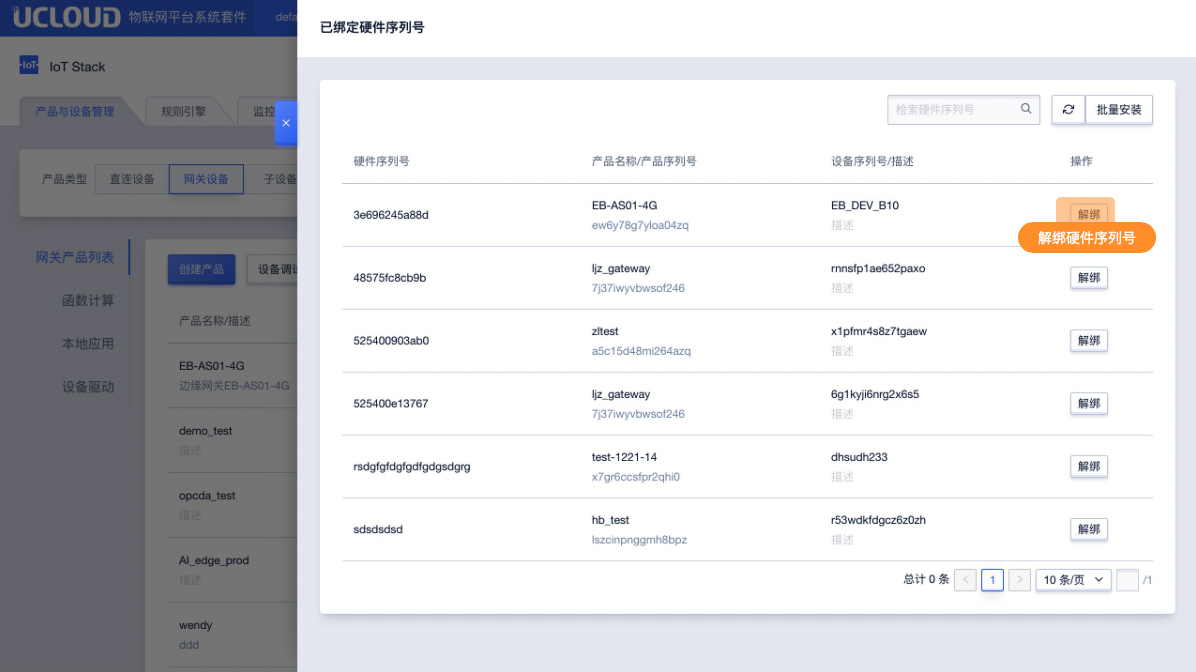 UCLOUD 物联网平台系统套件
IoT IoT Stack
产品与设备管理 规则引擎 监控
产品类型 直连设备 网关设备 子设备
网关产品列表
函数计算
本地应用
设备驱动
创建产品 设备调试
产品名称/描述
EB-AS01-4G
边缘网关EB-AS01-4G
demo_test
描述
opcda_test
描述
AI_edge_prod
描述
wendy
ddd
已绑定硬件序列号
检索硬件序列号 批量安装
硬件序列号 产品名称/产品序列号 设备序列号/描述 操作
3e696245a88d EB-AS01-4G EB_DEV_B10 解绑
ew6y78g7yloa04zq 描述
解绑硬件序列号
48575fc8cb9b ljz_gateway rnnsfp1ae652paxo 解绑
7j37iwyvbwsof246 描述
525400903ab0 zltest x1pfmr4s8z7tgaew 解绑
a5c15d48mi264azq 描述
525400e13767 ljz_gateway 6g1kyji6nrg2x6s5 解绑
7j37iwyvbwsof246 描述
rsdgfgfdgfgdfgdgsdgrg test-1221-14 dhsudh233 解绑
x7gr6ccsfpr2qhi0 描述
sdsdsdsd hb_test r53wdkfdgcz6z0zh 解绑
lszcinpnggmh8bpz 描述
总计 0 条 1 10 条/页 /1